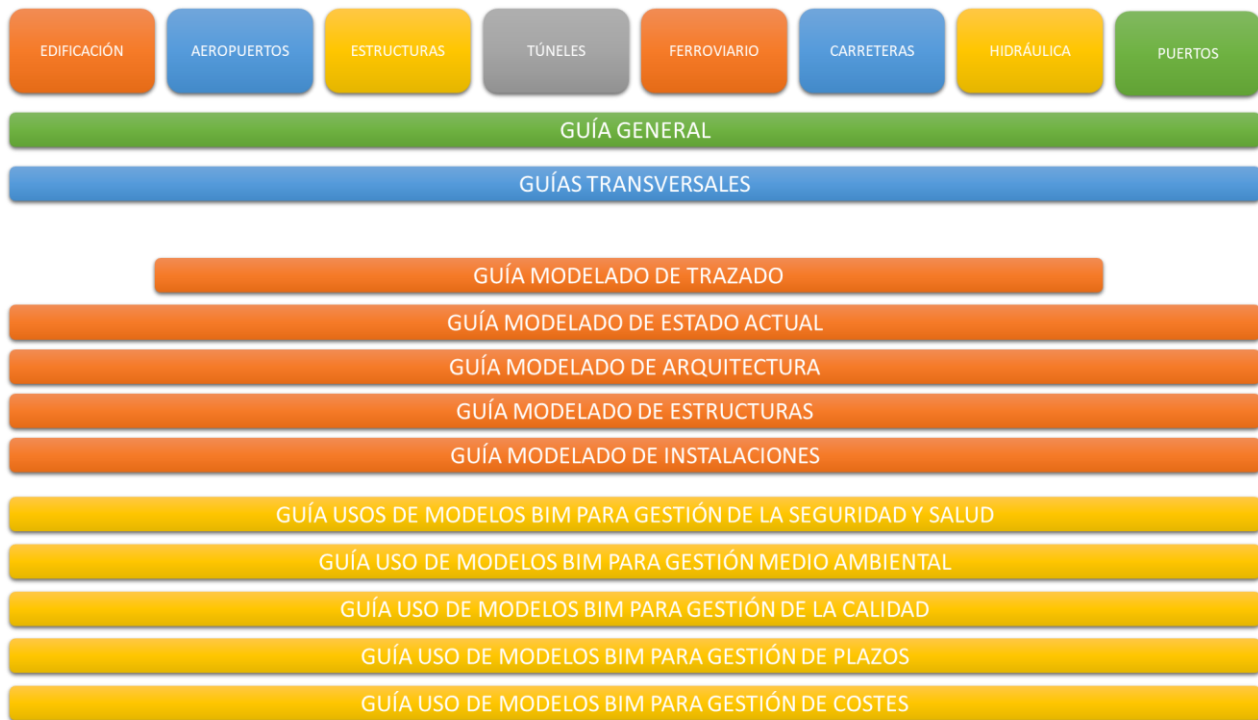 EDIFICACIÓN
AEROPUERTOS
ESTRUCTURAS
TÚNELES
FERROVIARIO
CARRETERAS
HIDRÁULICA
PUERTOS
GUÍA GENERAL
GUÍAS TRANSVERSALES
GUÍA MODELADO DE TRAZADO
GUÍA MODELADO DE ESTADO ACTUAL
GUÍA MODELADO DE ARQUITECTURA
GUÍA MODELADO DE ESTRUCTURAS
GUÍA MODELADO DE INSTALACIONES
GUÍA USOS DE MODELOS BIM PARA GESTIÓN DE LA SEGURIDAD Y SALUD
GUÍA USO DE MODELOS BIM PARA GESTIÓN MEDIO AMBIENTAL
GUÍA USO DE MODELOS BIM PARA GESTIÓN DE LA CALIDAD
GUÍA USO DE MODELOS BIM PARA GESTIÓN DE PLAZOS
GUÍA USO DE MODELOS BIM PARA GESTIÓN DE COSTES